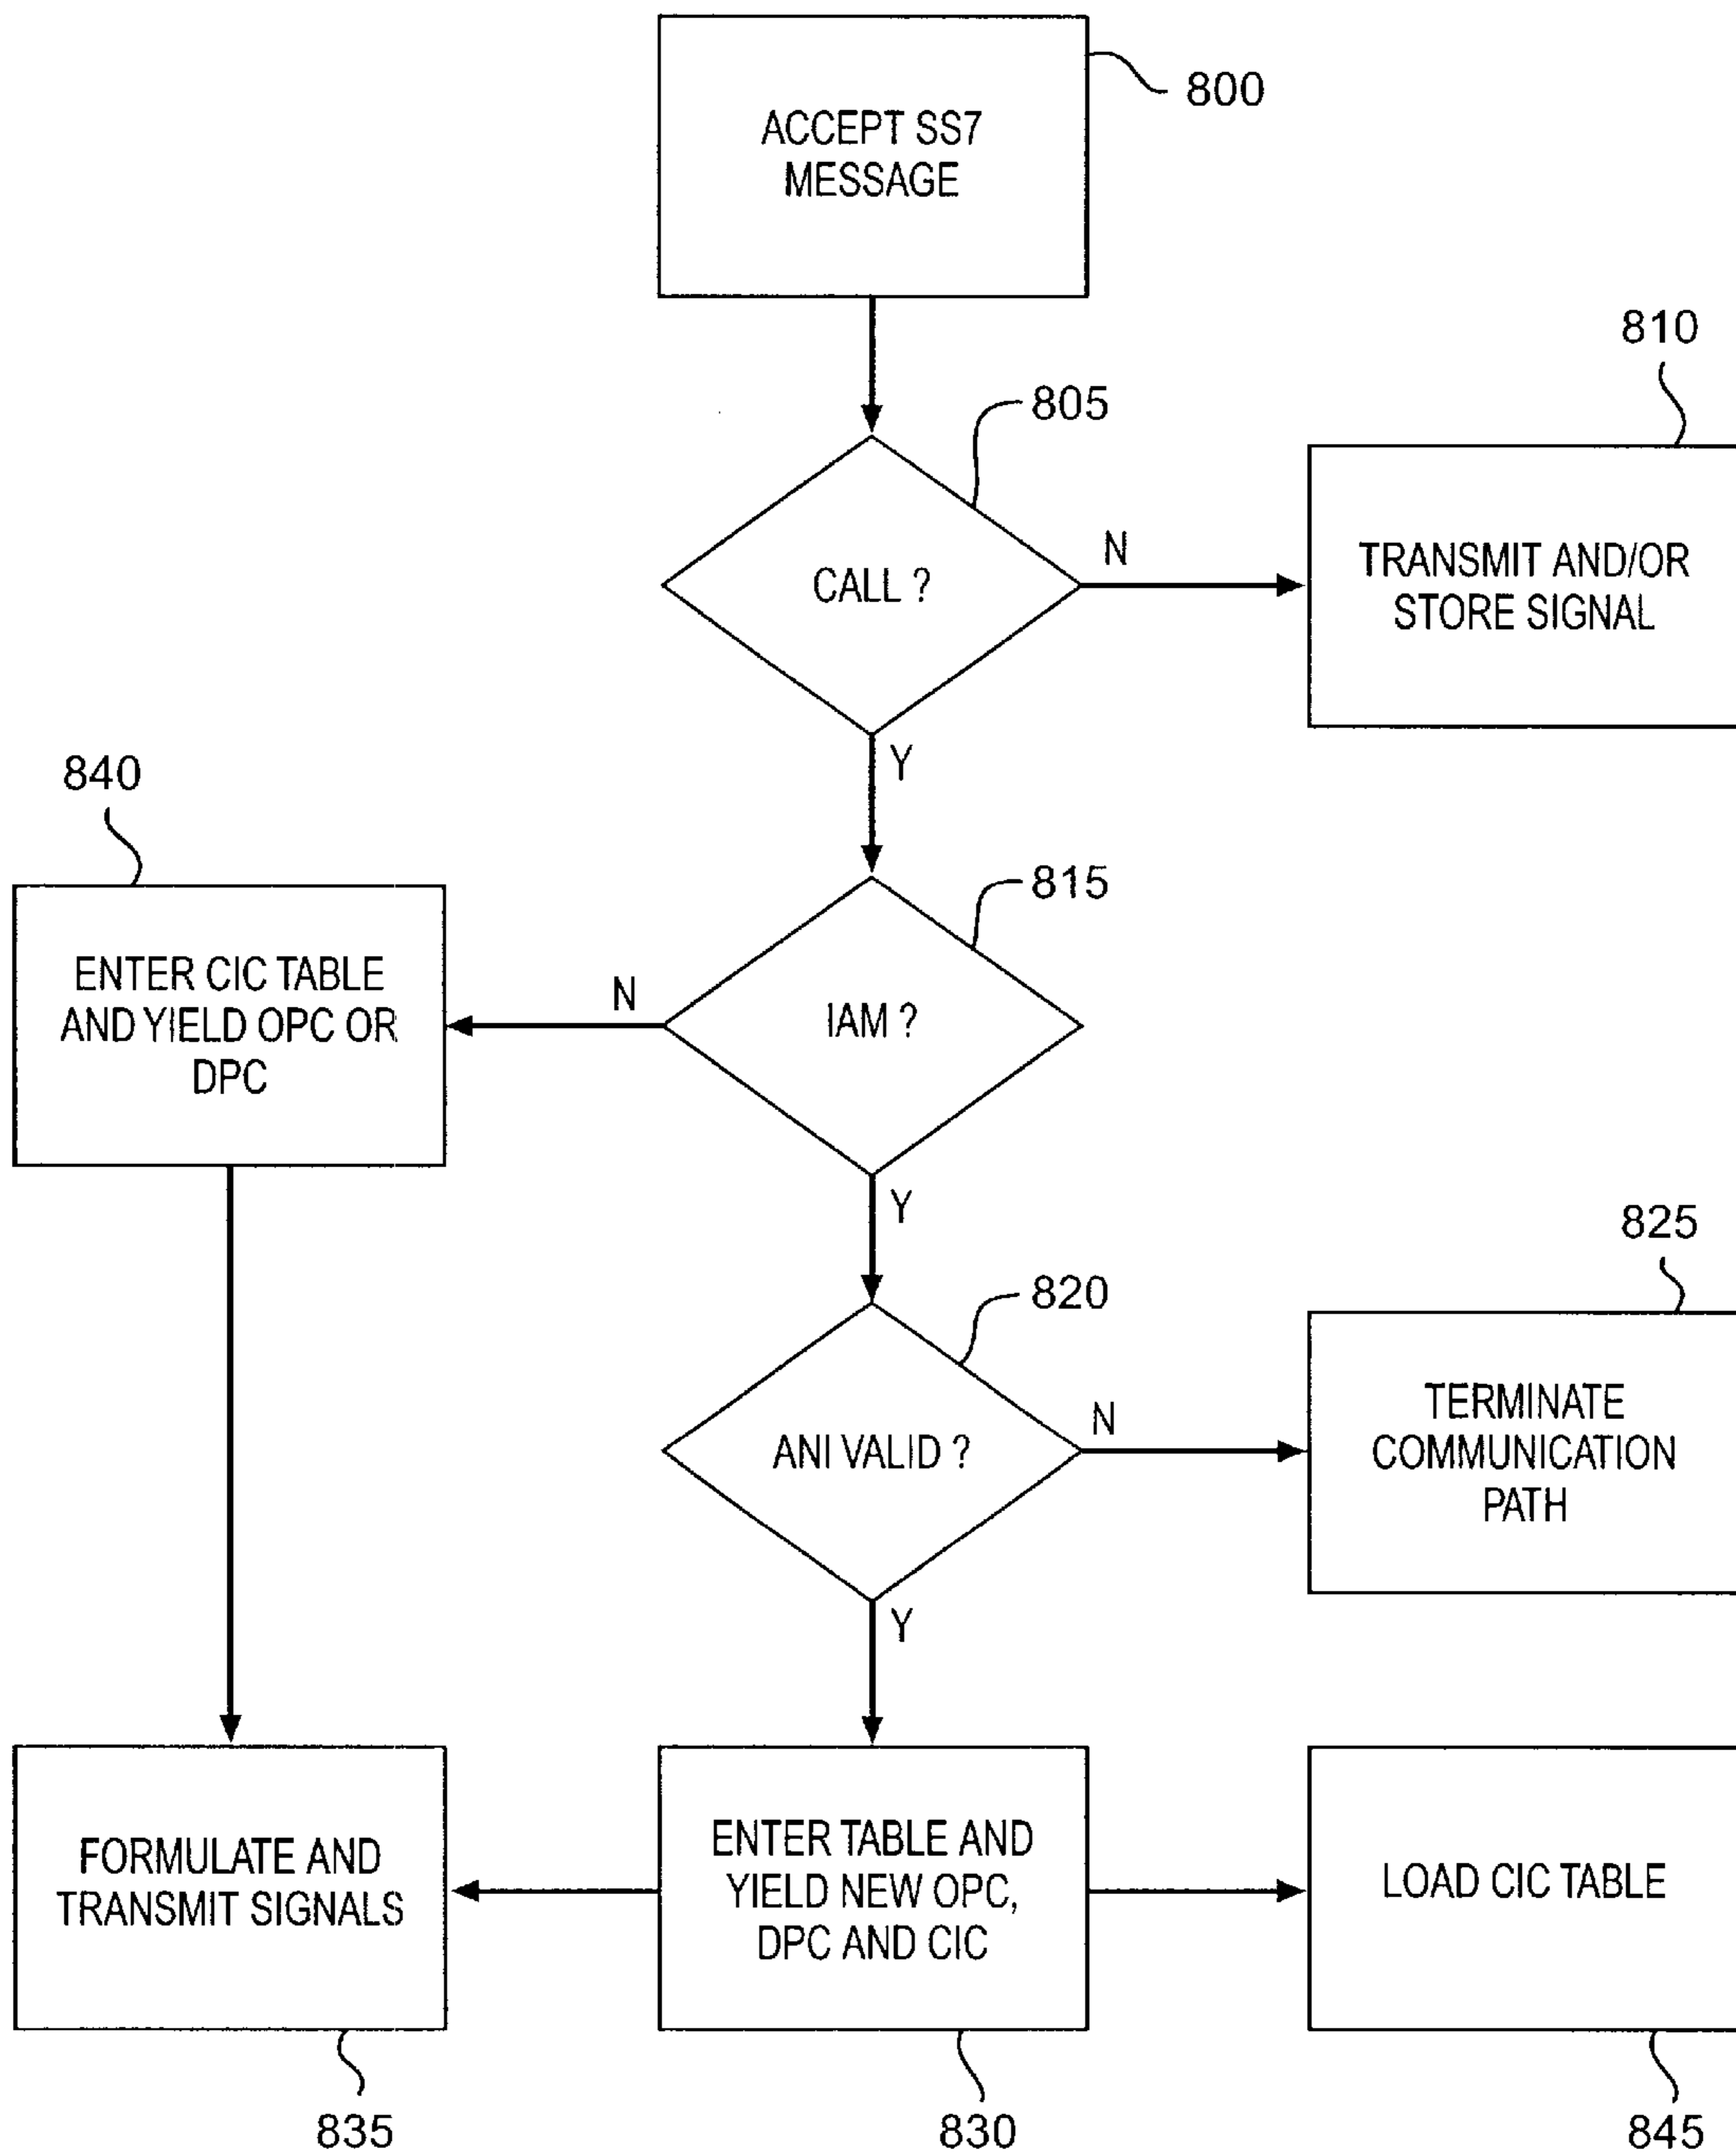 800
ACCEPT SS7
MESSAGE
810
805
CALL ?
N
TRANSMIT AND/OR
STORE SIGNAL
Y
840
815
ENTER CIC TABLE
AND YIELD OPC OR
DPC
N
IAM ?
Y
825
820
ANI VALID ?
N
TERMINATE
COMMUNICATION
PATH
Y
FORMULATE AND
TRANSMIT SIGNALS
ENTER TABLE AND
YIELD NEW OPC,
DPC AND CIC
LOAD CIC TABLE
835
830
845